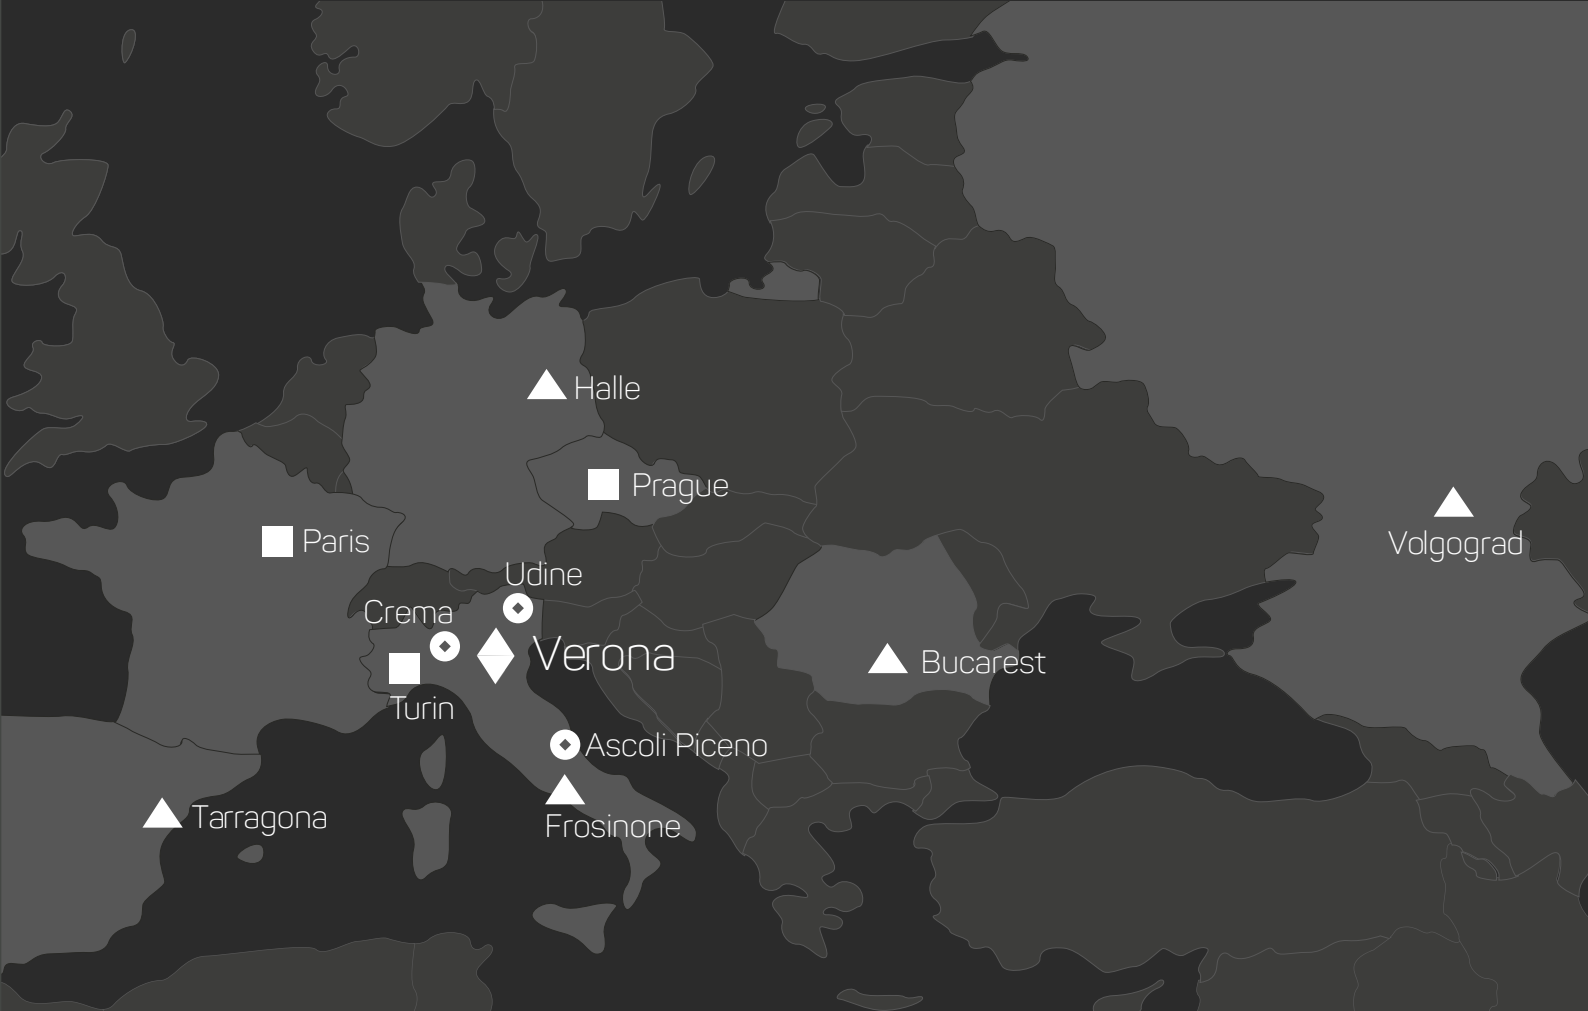 Halle
Prague
Paris
Volgograd
Udine
Crema
Verona
Bucarest
Turin
Ascoli Piceno
Tarragona
Frosinone